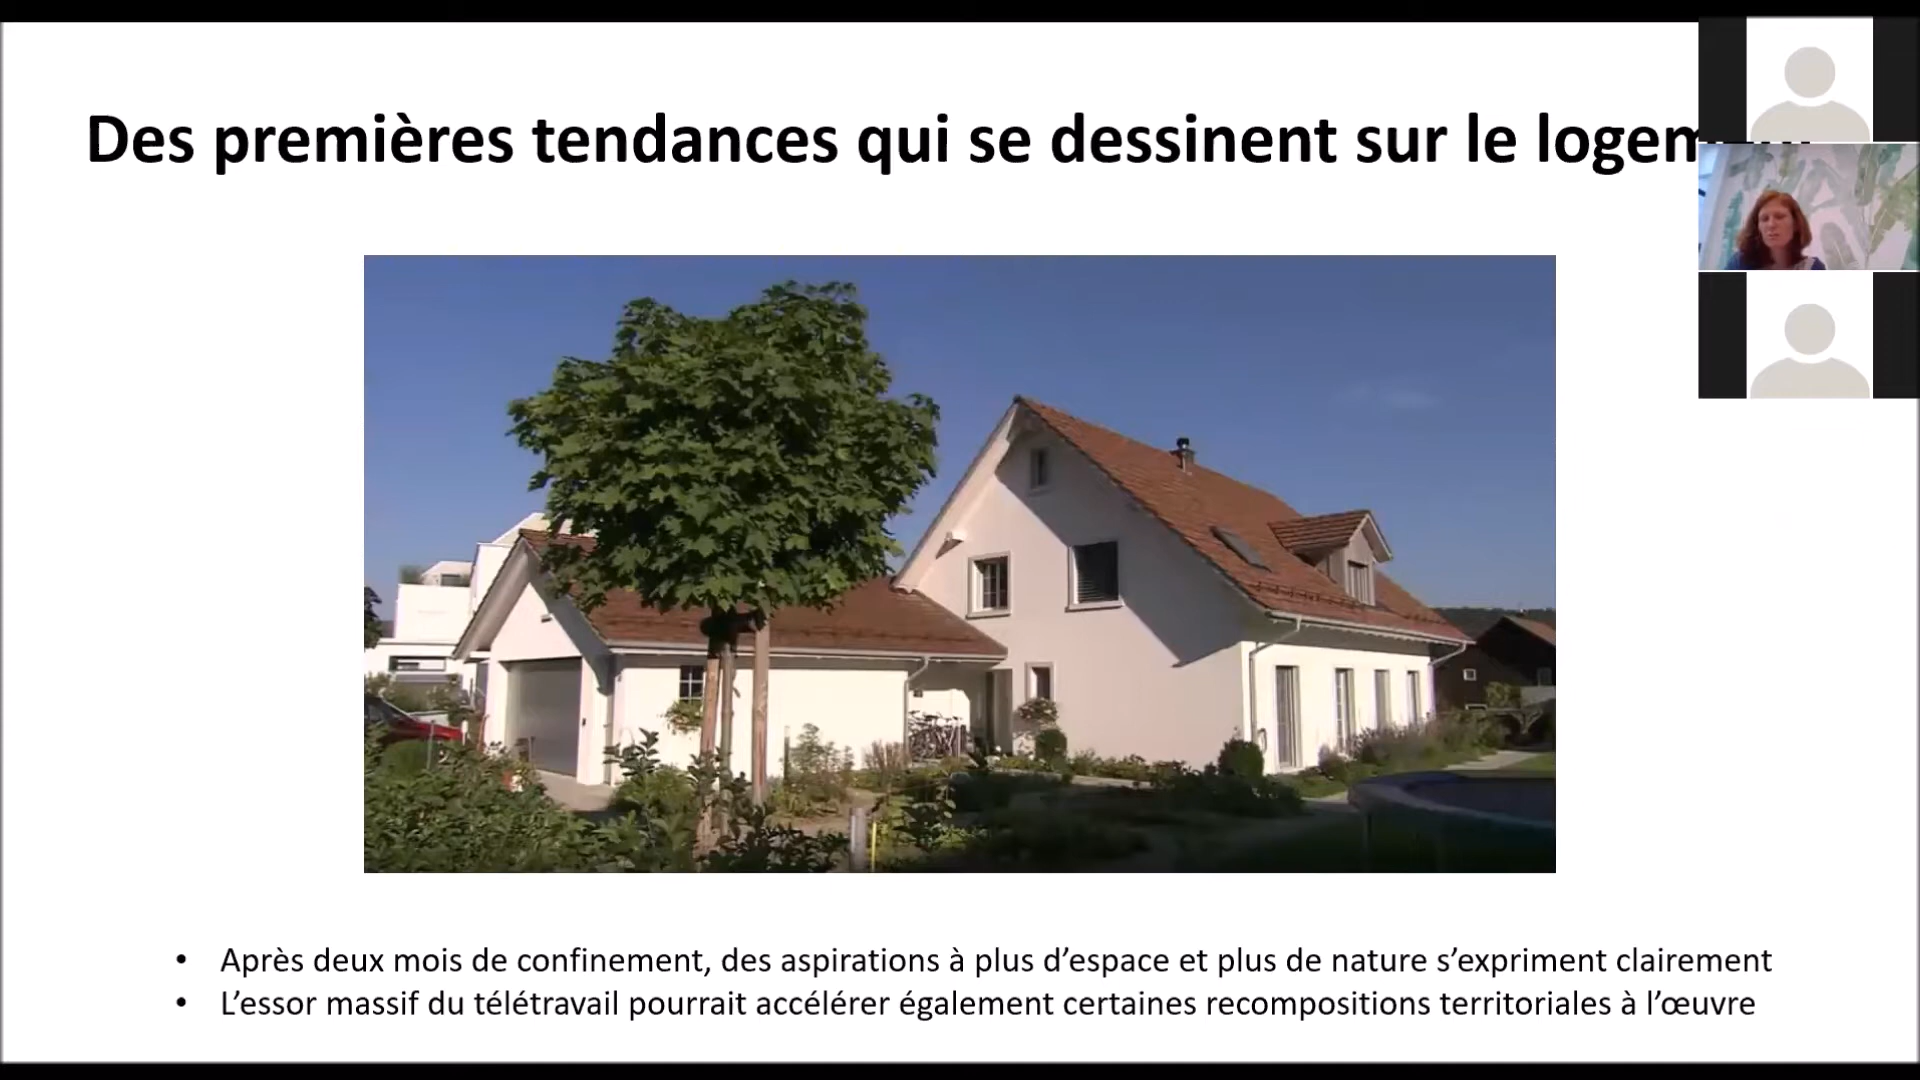 Des premières tendances qui se dessinent sur le
• Après deux mois de confinement, des aspirations à plus d’espace et plus de nature s’expriment clairement
• L’essor massif du télétravail pourrait accélérer également certaines recompositions territoriales à l’œuvre